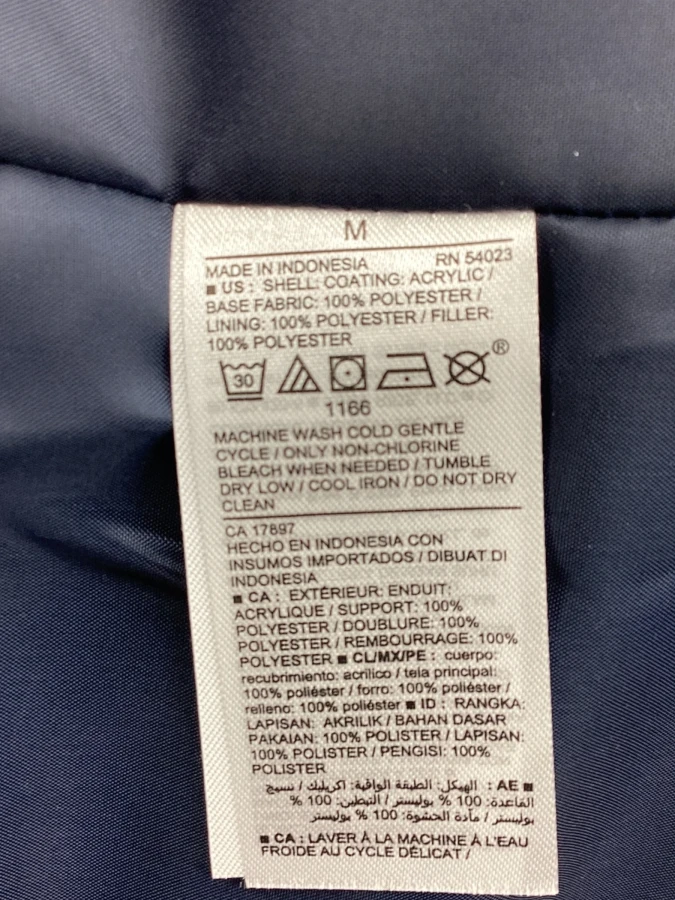 M
MADE IN INDONESIA RN 54023
■ US : SHELL: COATING: ACRYLIC /
BASE FABRIC: 100% POLYESTER /
LINING: 100% POLYESTER / FILLER:
100% POLYESTER
30 ®
1166
MACHINE WASH COLD GENTLE
CYCLE / ONLY NON-CHLORINE
BLEACH WHEN NEEDED / TUMBLE
DRY LOW / COOL IRON / DO NOT DRY
CLEAN
CA 17897
HECHO EN INDONESIA CON
INSUMOS IMPORTADOS / DIBUAT DI
INDONESIA
■ CA : EXTÉRIEUR: ENDUIT:
ACRYLIQUE / SUPPORT: 100%
POLYESTER / DOUBLURE: 100%
POLYESTER / REMBOURRAGE: 100%
POLYESTER ■ CL/MX/PE : cuerpo:
recubrimiento: acrílico / tela principal:
100% poliéster / forro: 100% poliéster /
relleno: 100% poliéster ■ ID : RANGKA:
LAPISAN: AKRILIK / BAHAN DASAR
PAKAIAN: 100% POLISTER / LAPISAN:
100% POLISTER / PENGISI: 100%
POLISTER
■ AE : الهيكل: الطبقة الواقية: اكريليك / نسيج
القاعدة: 100 % بوليستر / التبطين: 100 %
بوليستر / مادة الحشوة: 100 % بوليستر
■ CA : LAVER À LA MACHINE À L'EAU
FROIDE AU CYCLE DÉLICAT /